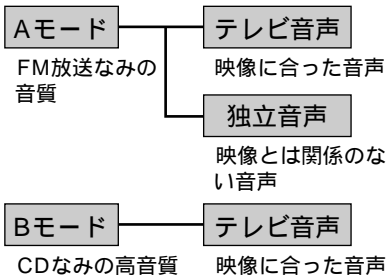 Aモード
テレビ音声
FM放送なみの
音質
映像に合った音声
独立音声
映像とは関係のな
い音声
Bモード
テレビ音声
CDなみの高音質
映像に合った音声